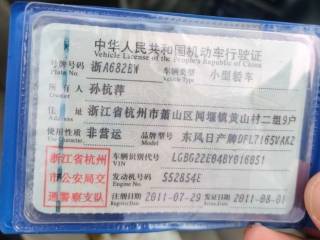 中华人民共和国机动车行驶证
Vehicle License of the People's Republic of China
号牌号码 浙A682EW 车辆类型 小型轿车
Plate No. Vehicle Type
所有人 孙杭萍
Owner
住址 浙江省杭州市萧山区闻堰镇黄山村二组9户
Address
使用性质 非营运 品牌型号 东风日产牌DFL7165VAK2
Use Character Model
浙江省杭州
市公安局交
通警察支队
车辆识别代号 LGBG22E04BY016851
VIN
发动机号码 552854E
Engine No.
注册日期 2011-07-29 发证日期 2011-08-01
Register Date Issue Date